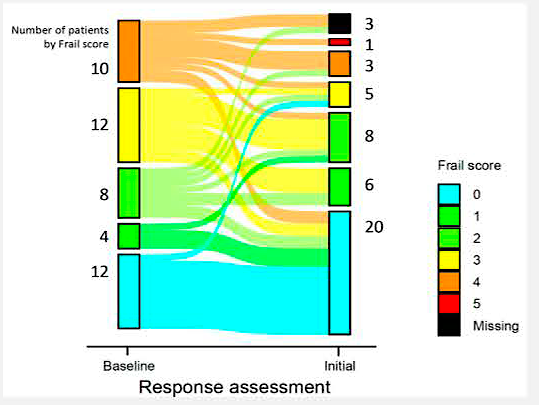 Number of patients
by Frail score
10
12
8
4
12
3
1
3
5
8
6
20
Frail score
0
1
2
3
4
5
Missing
Baseline
Initial
Response assessment